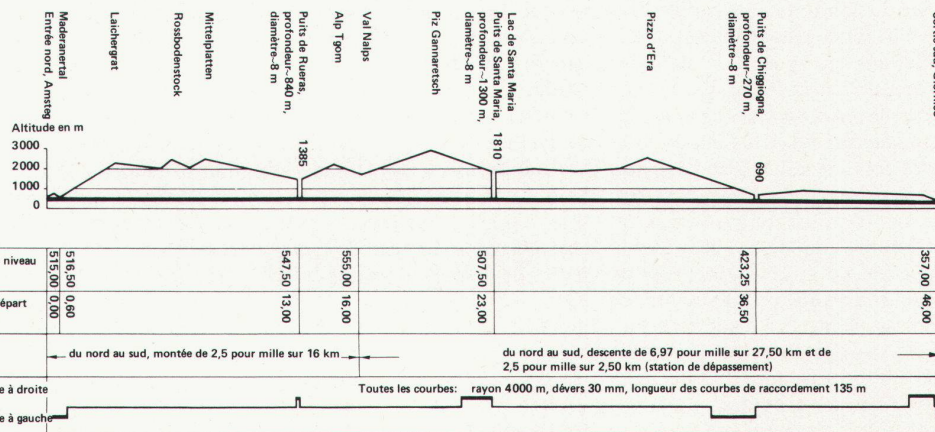 Entrée nord, Amsteg
Maderanertal
Laichergrat
Rossbodenstock
Mittelplatten
Puits de Rueras,
profondeur~840 m,
diamètre~8 m
Alp Tgom
Val Nalps
Piz Gannaretsch
Lac de Santa Maria
Puits de Santa Maria,
profondeur~1300 m,
diamètre~8 m
Pizzo d'Era
Puits de Chiggiogna,
profondeur~270 m,
diamètre~8 m
Altitude en m
3000
2000
1000
0
1385
1810
690
niveau
515,00
516,50
547,50
555,00
507,50
423,25
357,00
épart
0,00
0,60
13,00
16,00
23,00
36,50
46,00
du nord au sud, montée de 2,5 pour mille sur 16 km
du nord au sud, descente de 6,97 pour mille sur 27,50 km et de
2,5 pour mille sur 2,50 km (station de dépassement)
e à droite
Toutes les courbes: rayon 4000 m, dévers 30 mm, longueur des courbes de raccordement 135 m
e à gauche